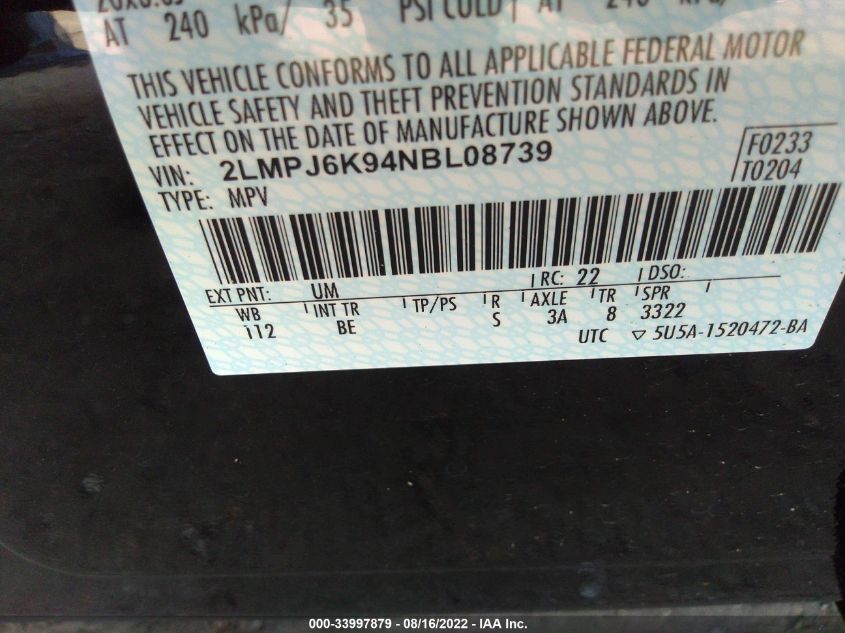 AT 240 kPa/ 35 PSI COLD AT 240
THIS VEHICLE CONFORMS TO ALL APPLICABLE FEDERAL MOTOR
VEHICLE SAFETY AND THEFT PREVENTION STANDARDS IN
EFFECT ON THE DATE OF MANUFACTURE SHOWN ABOVE.
VIN: 2LMPJ6K94NBL08739
F0233
TYPE: MPV
T0204
EXT PNT: UM RC: 22 DSO:
WB INT TR TP/PS R AXLE TR SPR
112 BE S 3A 8 3322
UTC ▽ 5U5A-1520472-BA
000-33997879 - 08/16/2022 - IAA Inc.